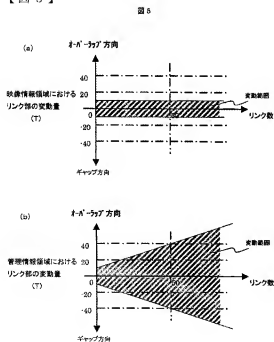 【図5】
図5
(a)
オーバーラップ方向
40
20
0
-20
-40
映像情報領域における
リンク部の変動量
(T)
変動範囲
リンク数
ギャップ方向
(b)
オーバーラップ方向
40
20
0
-20
-40
管理情報領域における
リンク部の変動量
(T)
変動範囲
リンク数
ギャップ方向